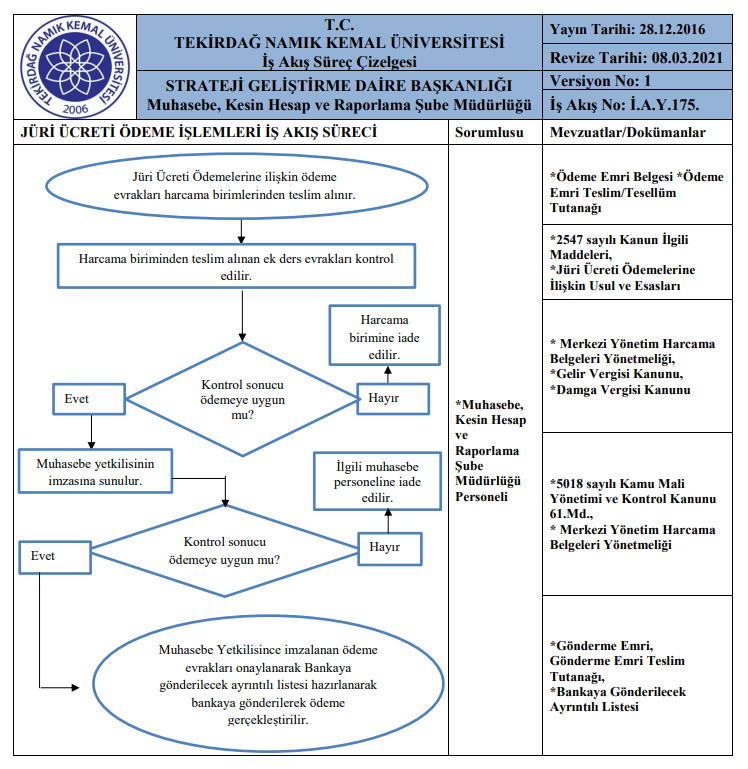 TEKİRDAĞ NAMIK KEMAL ÜNİVERSİTESİ
2006
T.C.
TEKİRDAĞ NAMIK KEMAL ÜNİVERSİTESİ
İş Akış Süreç Çizelgesi
STRATEJİ GELİŞTİRME DAİRE BAŞKANLIĞI
Muhasebe, Kesin Hesap ve Raporlama Şube Müdürlüğü
Yayın Tarihi: 28.12.2016
Revize Tarihi: 08.03.2021
Versiyon No: 1
İş Akış No: İ.A.Y.175.
JÜRİ ÜCRETİ ÖDEME İŞLEMLERİ İŞ AKIŞ SÜRECİ
Sorumlusu
Mevzuatlar/Dokümanlar
Jüri Ücreti Ödemelerine ilişkin ödeme
evrakları harcama birimlerinden teslim alınır.
Harcama biriminden teslim alınan ek ders evrakları kontrol
edilir.
Harcama
birimine iade
edilir.
Kontrol sonucu
ödemeye uygun
mu?
Evet
Hayır
Muhasebe yetkilisinin
imzasına sunulur.
İlgili muhasebe
personeline iade
edilir.
Kontrol sonucu
ödemeye uygun mu?
Evet
Hayır
Muhasebe Yetkilisince imzalanan ödeme
evrakları onaylanarak Bankaya
gönderilecek ayrıntılı listesi hazırlanarak
bankaya gönderilerek ödeme
gerçekleştirilir.
*Muhasebe,
Kesin Hesap
ve
Raporlama
Şube
Müdürlüğü
Personeli
*Ödeme Emri Belgesi *Ödeme
Emri Teslim/Tesellüm
Tutanağı
*2547 sayılı Kanun İlgili
Maddeleri,
*Jüri Ücreti Ödemelerine
İlişkin Usul ve Esasları
* Merkezi Yönetim Harcama
Belgeleri Yönetmeliği,
*Gelir Vergisi Kanunu,
*Damga Vergisi Kanunu
*5018 sayılı Kamu Mali
Yönetimi ve Kontrol Kanunu
61.Md.,
* Merkezi Yönetim Harcama
Belgeleri Yönetmeliği
*Gönderme Emri,
Gönderme Emri Teslim
Tutanağı,
*Bankaya Gönderilecek
Ayrıntılı Listesi